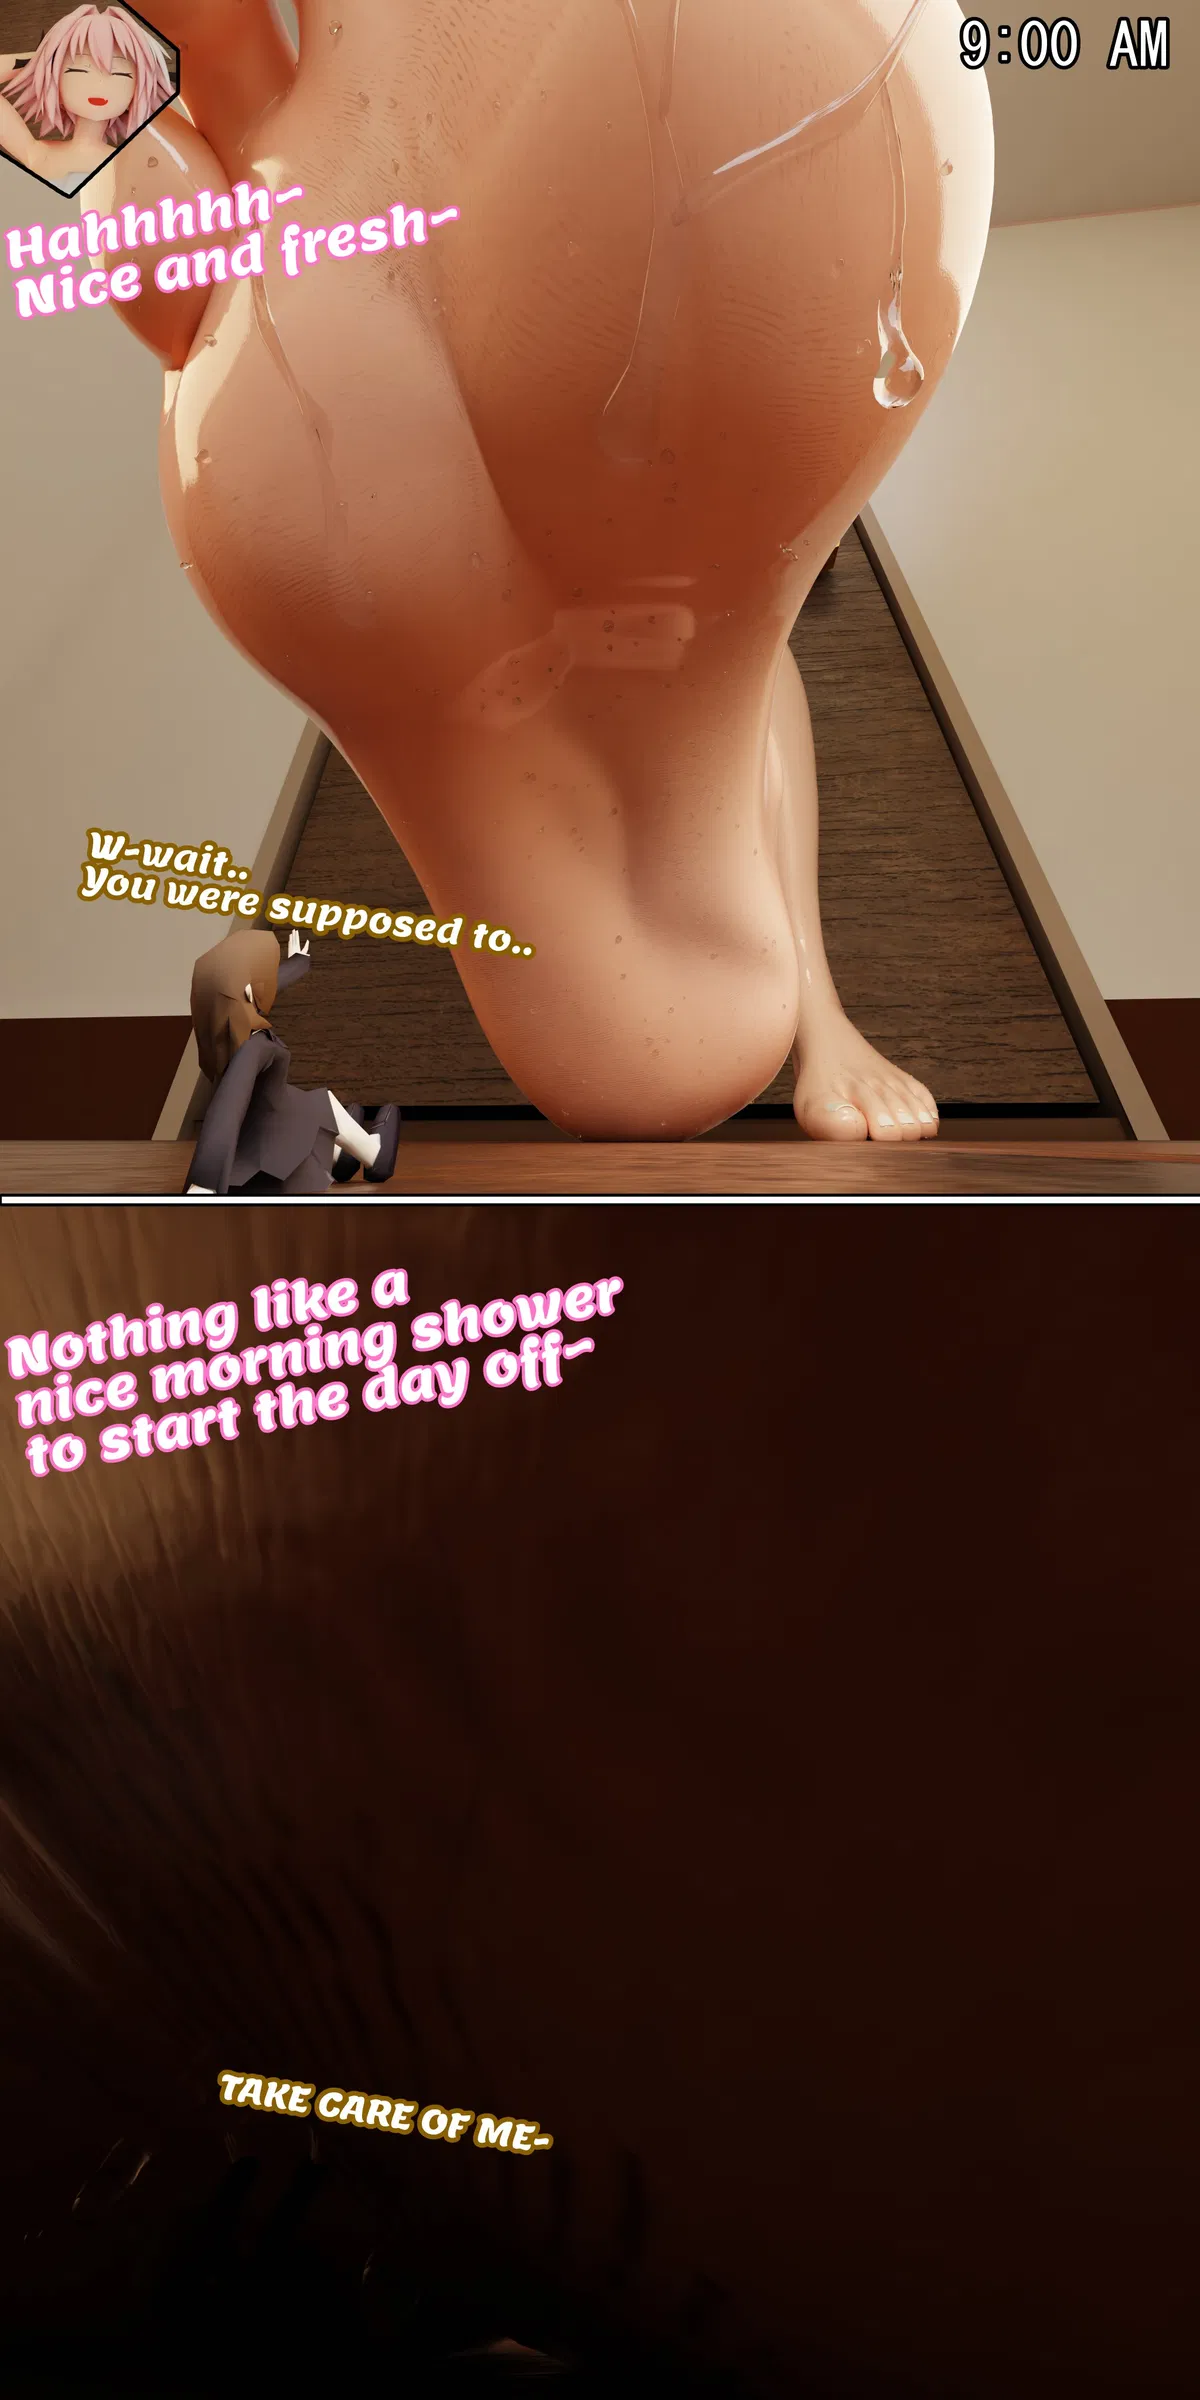 9:00 AM
Hahhhhh~
Nice and fresh~
W-wait..
You were supposed to..
Nothing like a
nice morning shower
to start the day off~
TAKE CARE OF ME-